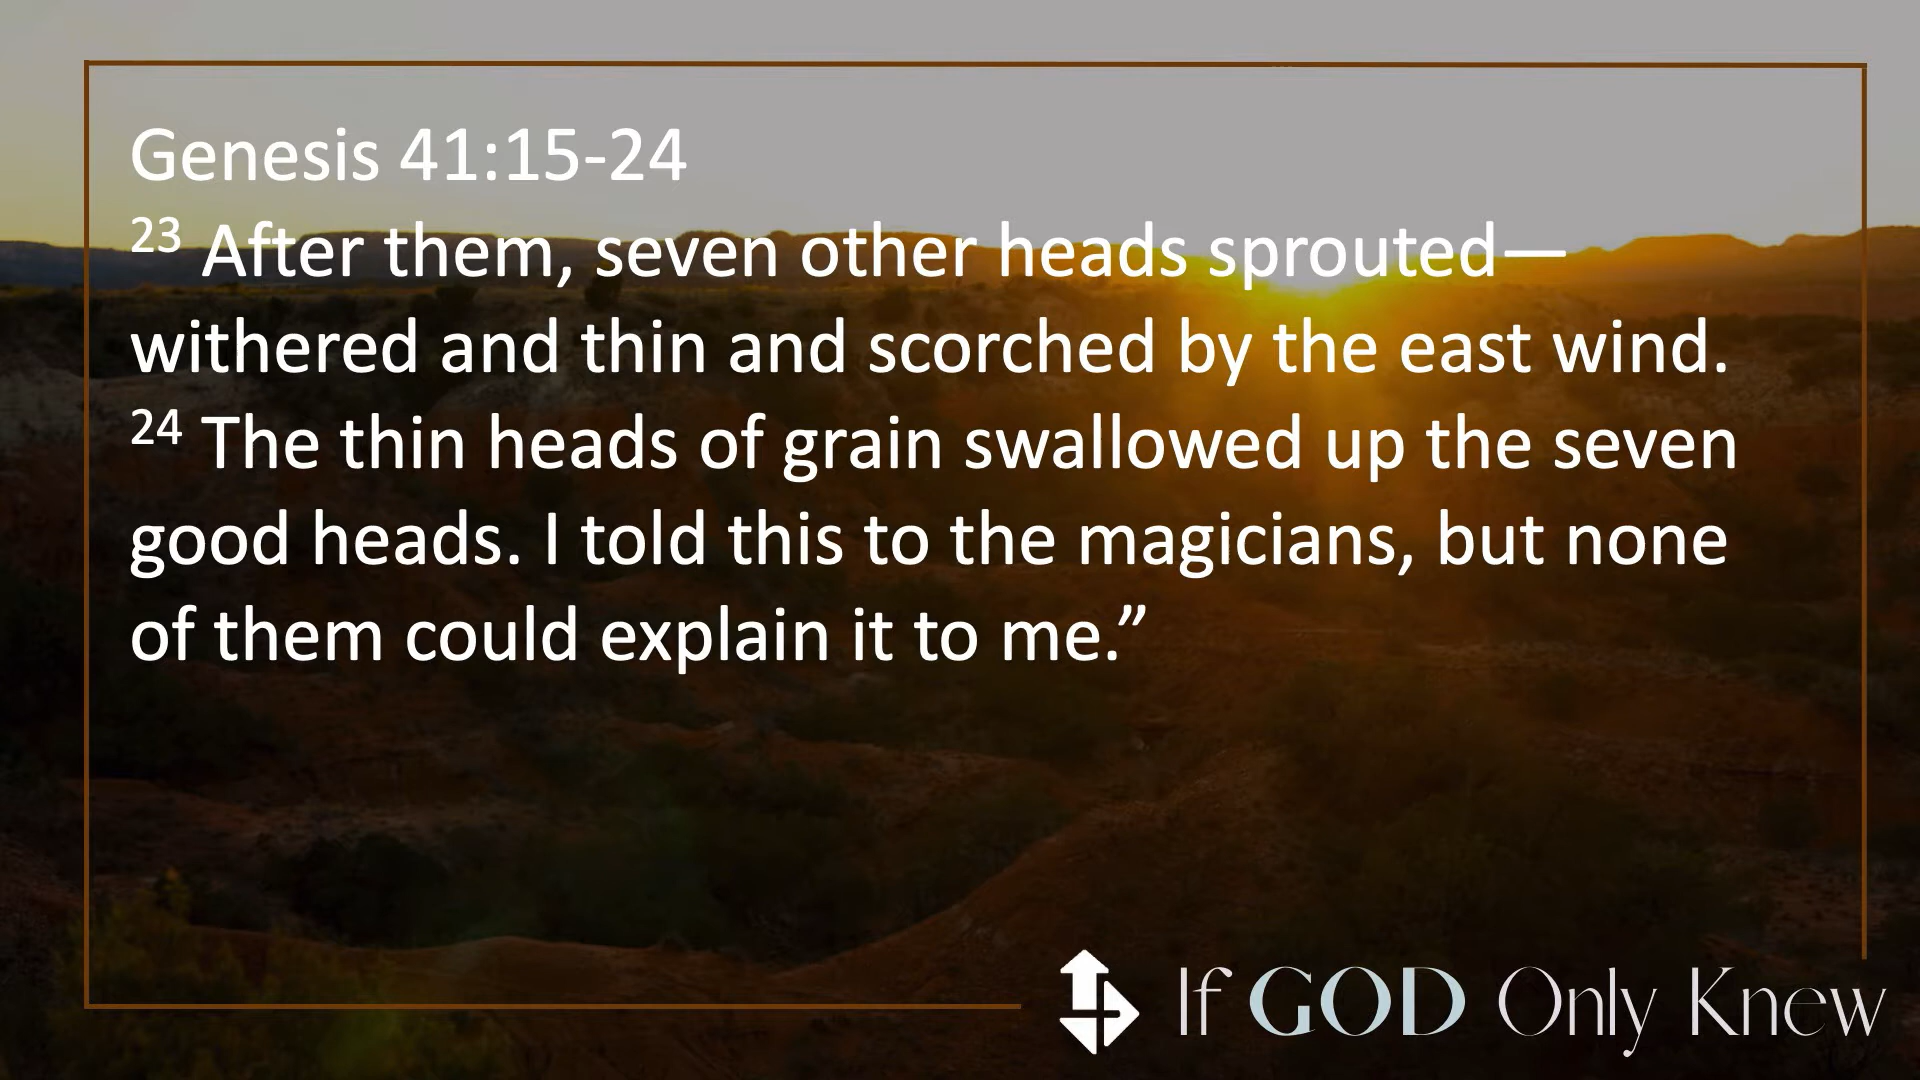 Genesis 41:15-24
23 After them, seven other heads sprouted—
withered and thin and scorched by the east wind.
24 The thin heads of grain swallowed up the seven
good heads. I told this to the magicians, but none
of them could explain it to me.”
If GOD Only Knew